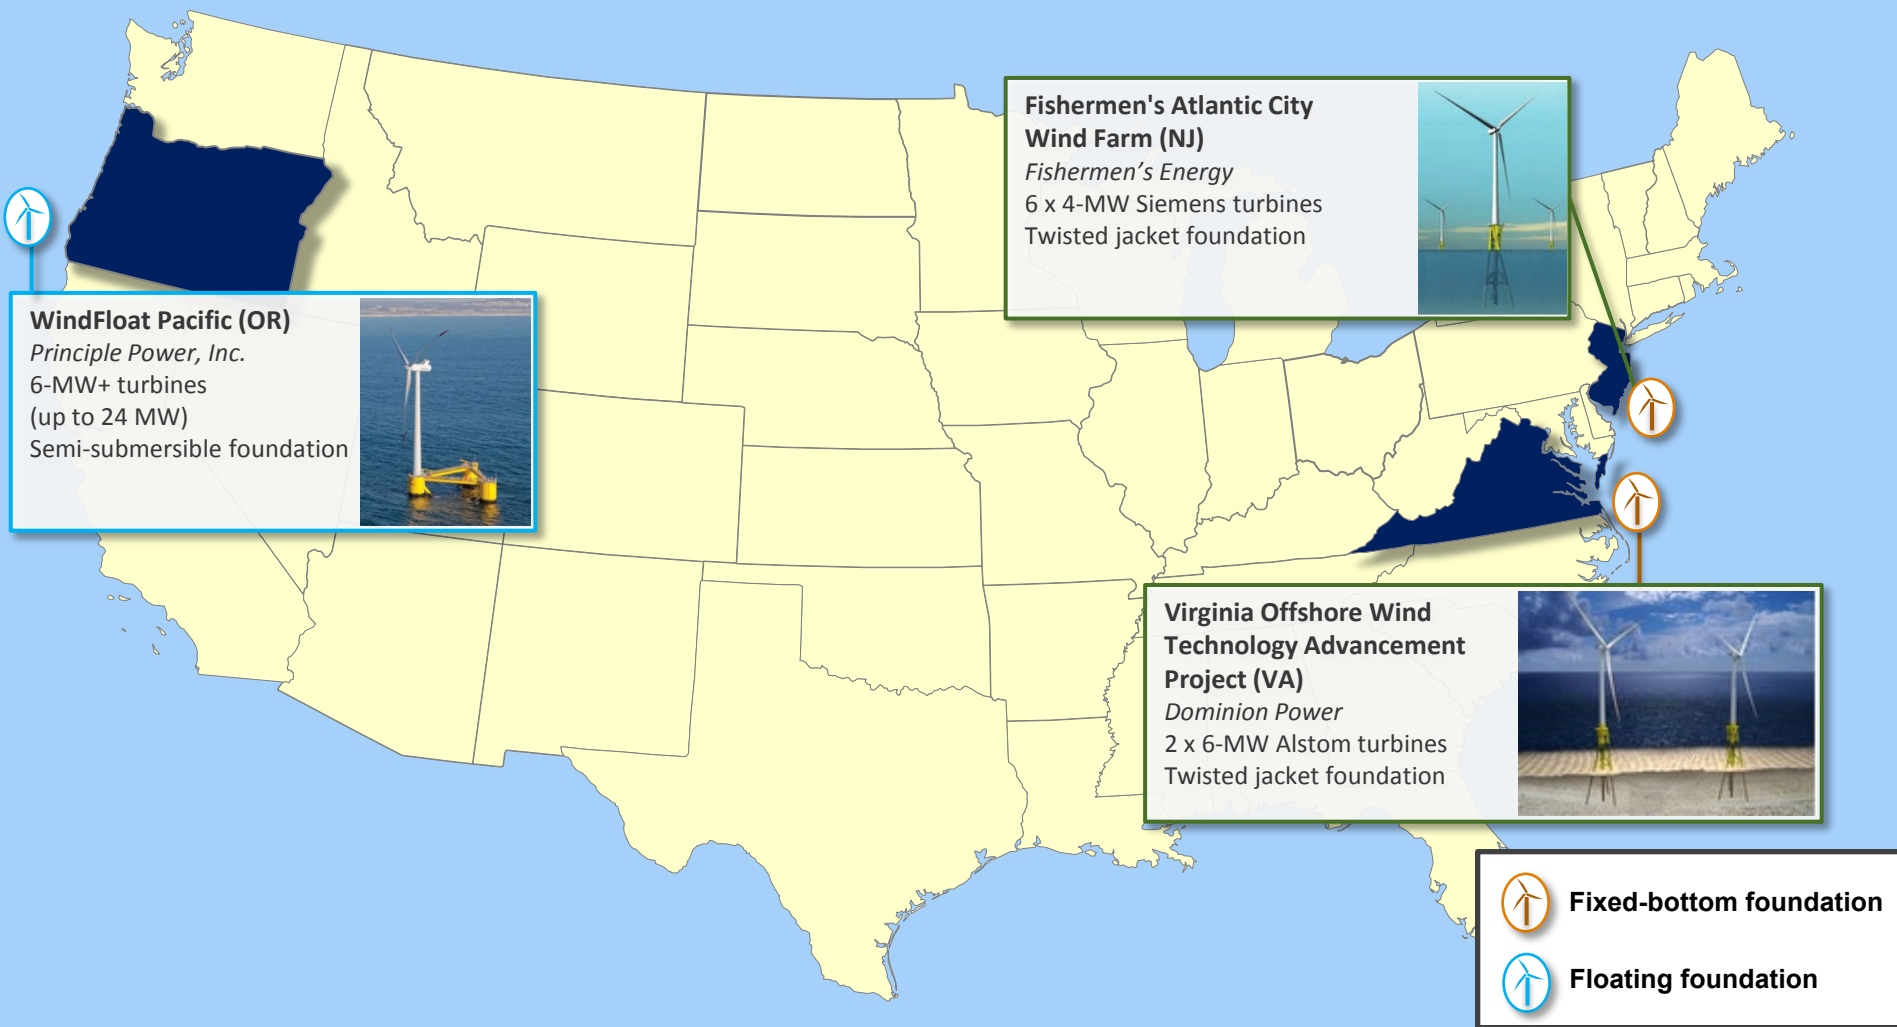 Fishermen's Atlantic City
Wind Farm (NJ)
Fishermen’s Energy
6 x 4-MW Siemens turbines
Twisted jacket foundation
WindFloat Pacific (OR)
Principle Power, Inc.
6-MW+ turbines
(up to 24 MW)
Semi-submersible foundation
Virginia Offshore Wind
Technology Advancement
Project (VA)
Dominion Power
2 x 6-MW Alstom turbines
Twisted jacket foundation
Fixed-bottom foundation
Floating foundation